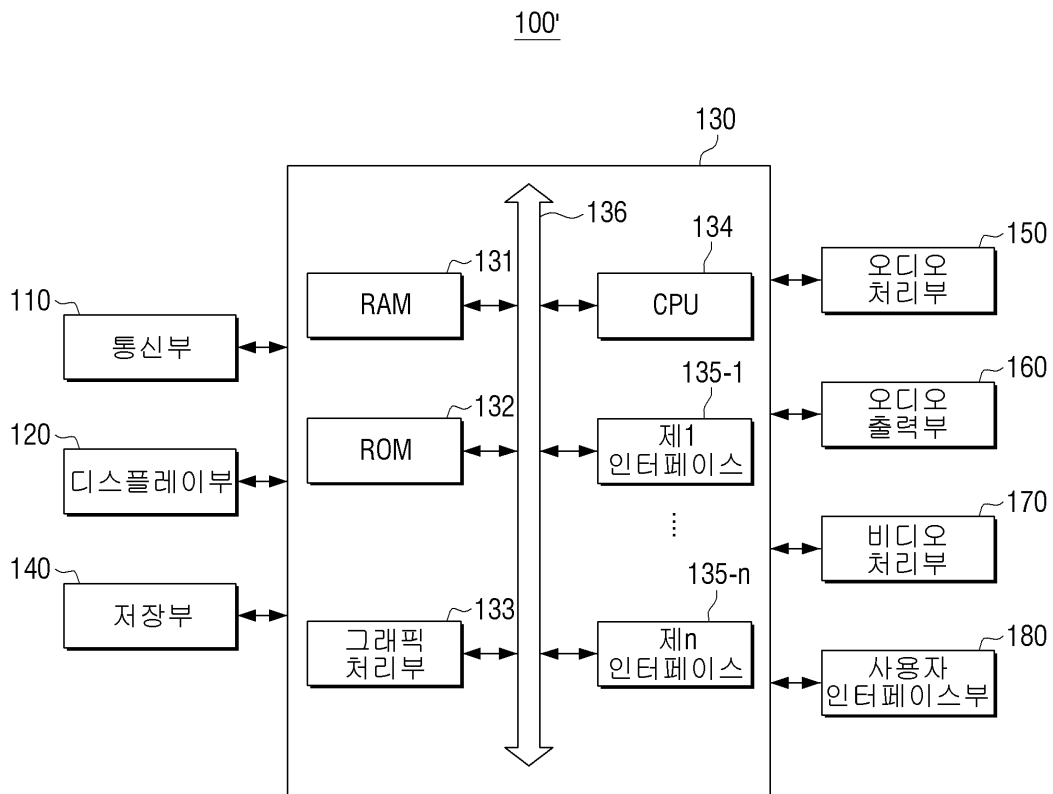 100'
130
136
134
150
오디오
처리부
131
RAM
CPU
110
통신부
160
오디오
출력부
135-1
132
ROM
제1
인터페이스
120
디스플레이부
170
비디오
처리부
140
저장부
135-n
133
그래픽
처리부
제n
인터페이스
180
사용자
인터페이스부